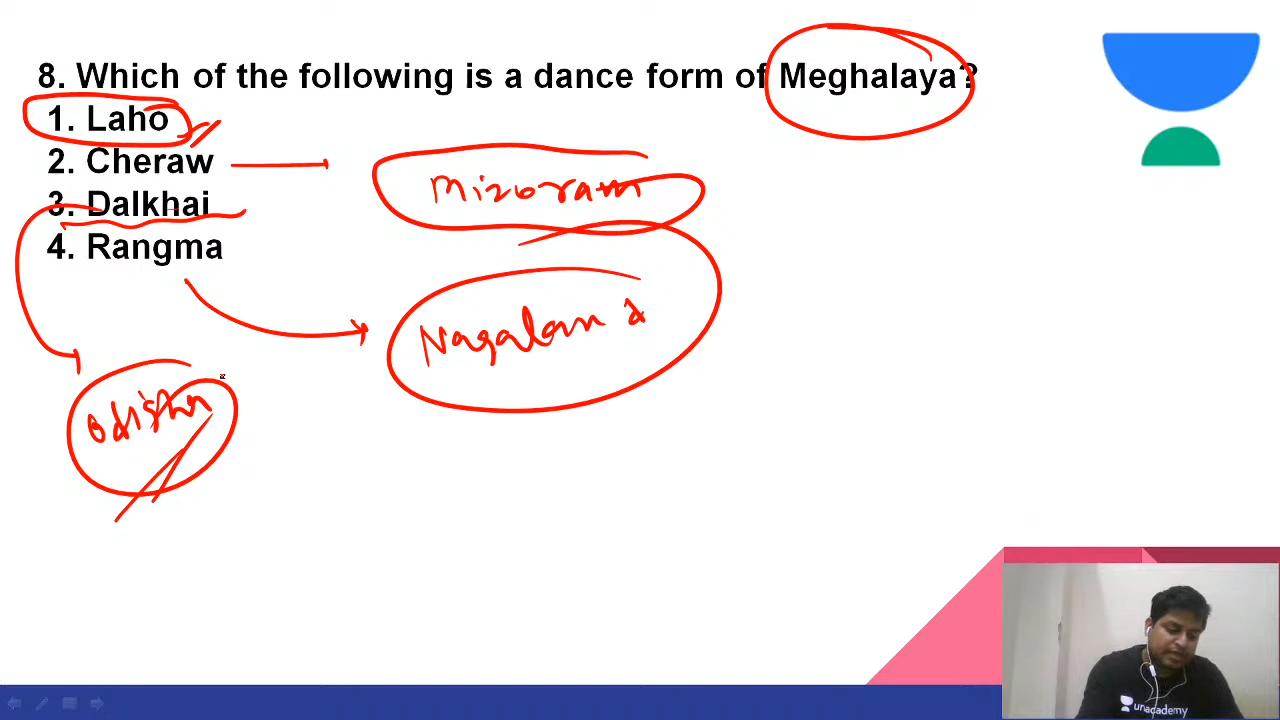 8. Which of the following is a dance form of Meghalaya?
1. Laho
2. Cheraw
3. Dalkhai
4. Rangma
Mizoram
Nagaland
Odisha
unacademy